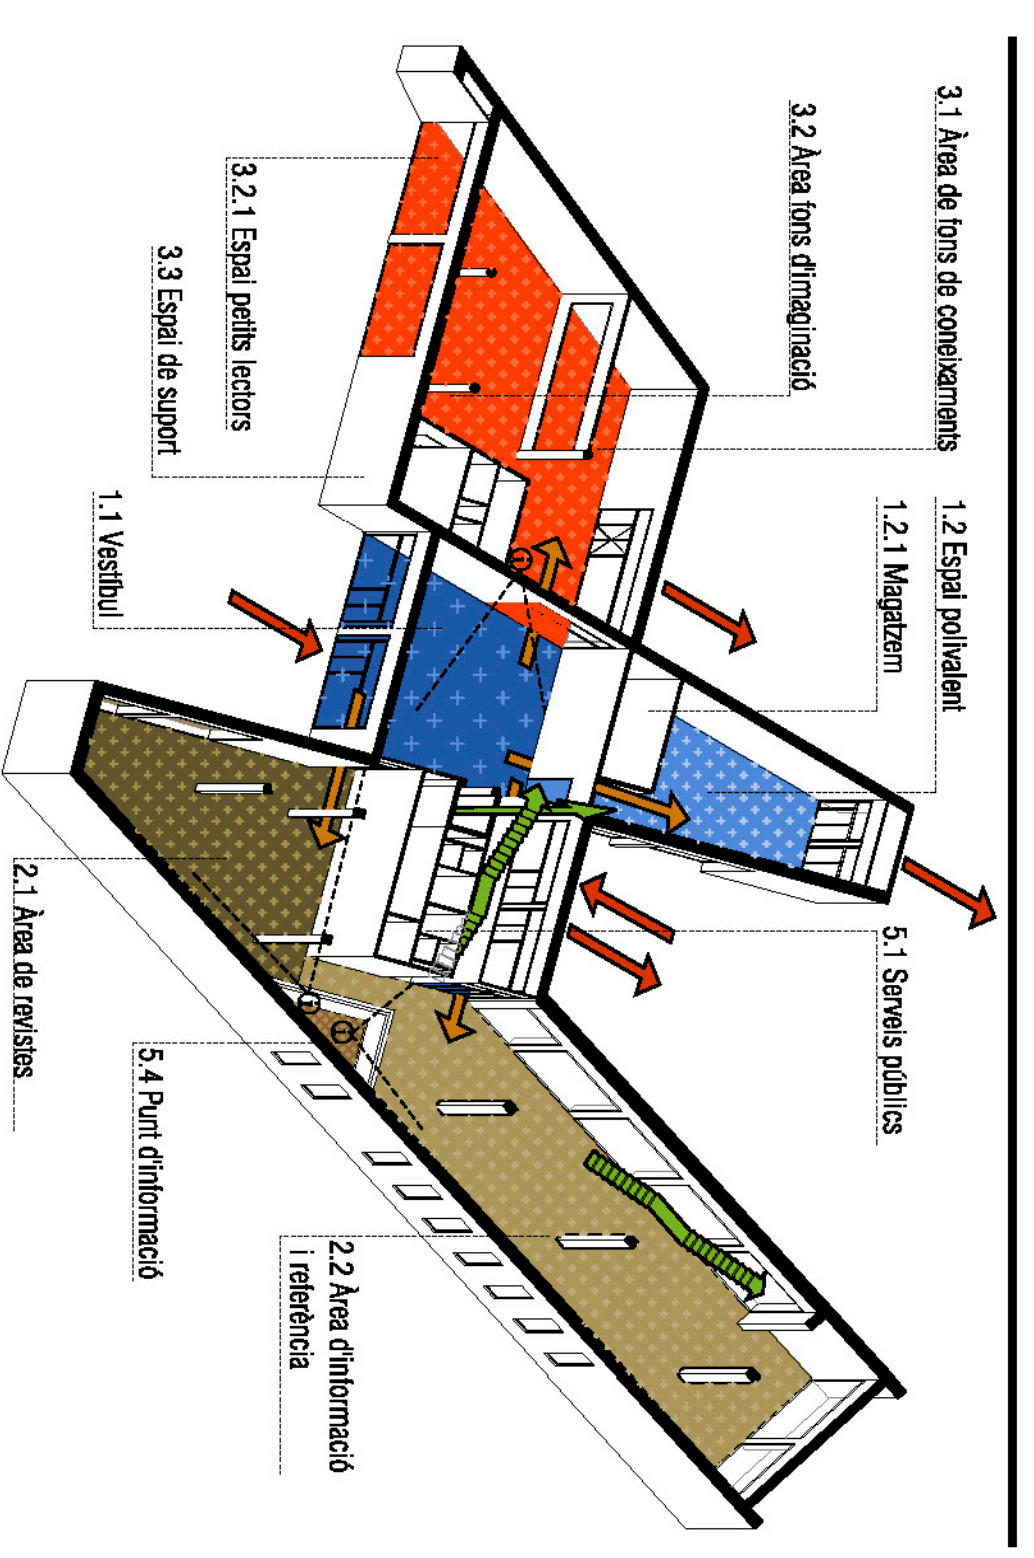 3.1 Àrea de fons de coneixaments
1.2 Espai polivalent
1.2.1 Magatzem
5.1 Serveis públics
3.2 Àrea fons d'imaginació
3.2.1 Espai petits lectors
3.3 Espai de suport
1.1 Vestíbul
2.2 Àrea d'informació
i referència
5.4 Punt d'informació
2.1 Àrea de revistes
i
i
i